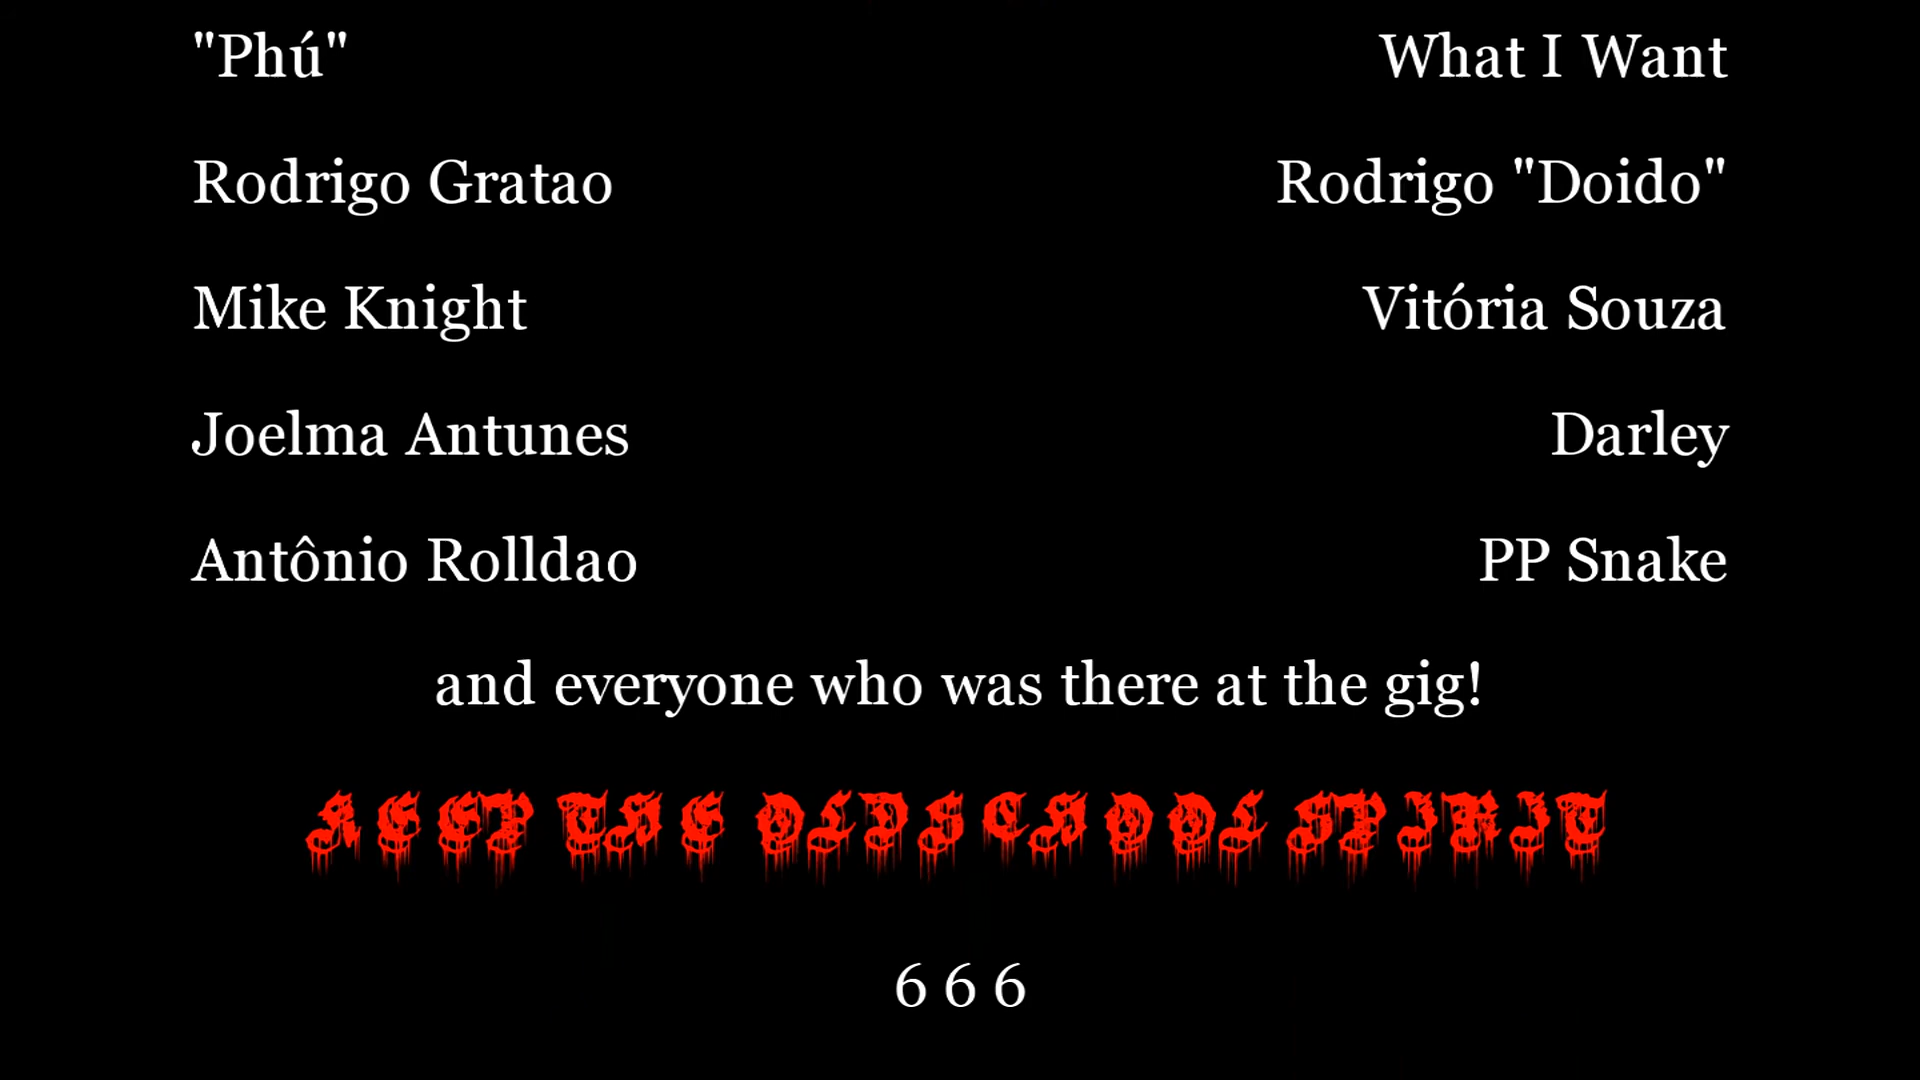 "Phú" What I Want
Rodrigo Gratao Rodrigo "Doido"
Mike Knight Vitória Souza
Joelma Antunes Darley
Antônio Rolldao PP Snake
and everyone who was there at the gig!
KEEP THE OLDSCHOOL SPIRIT
6 6 6